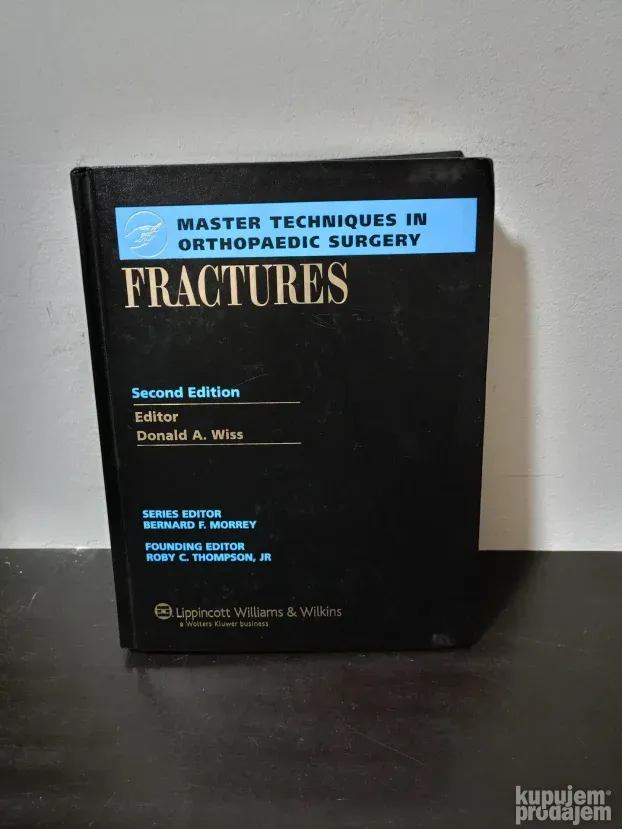 MASTER TECHNIQUES IN
ORTHOPAEDIC SURGERY
FRACTURES
Second Edition
Editor
Donald A. Wiss
SERIES EDITOR
BERNARD F. MORREY
FOUNDING EDITOR
ROBY C. THOMPSON, JR
Lippincott Williams & Wilkins
a Wolters Kluwer business
kupujem
prodajem